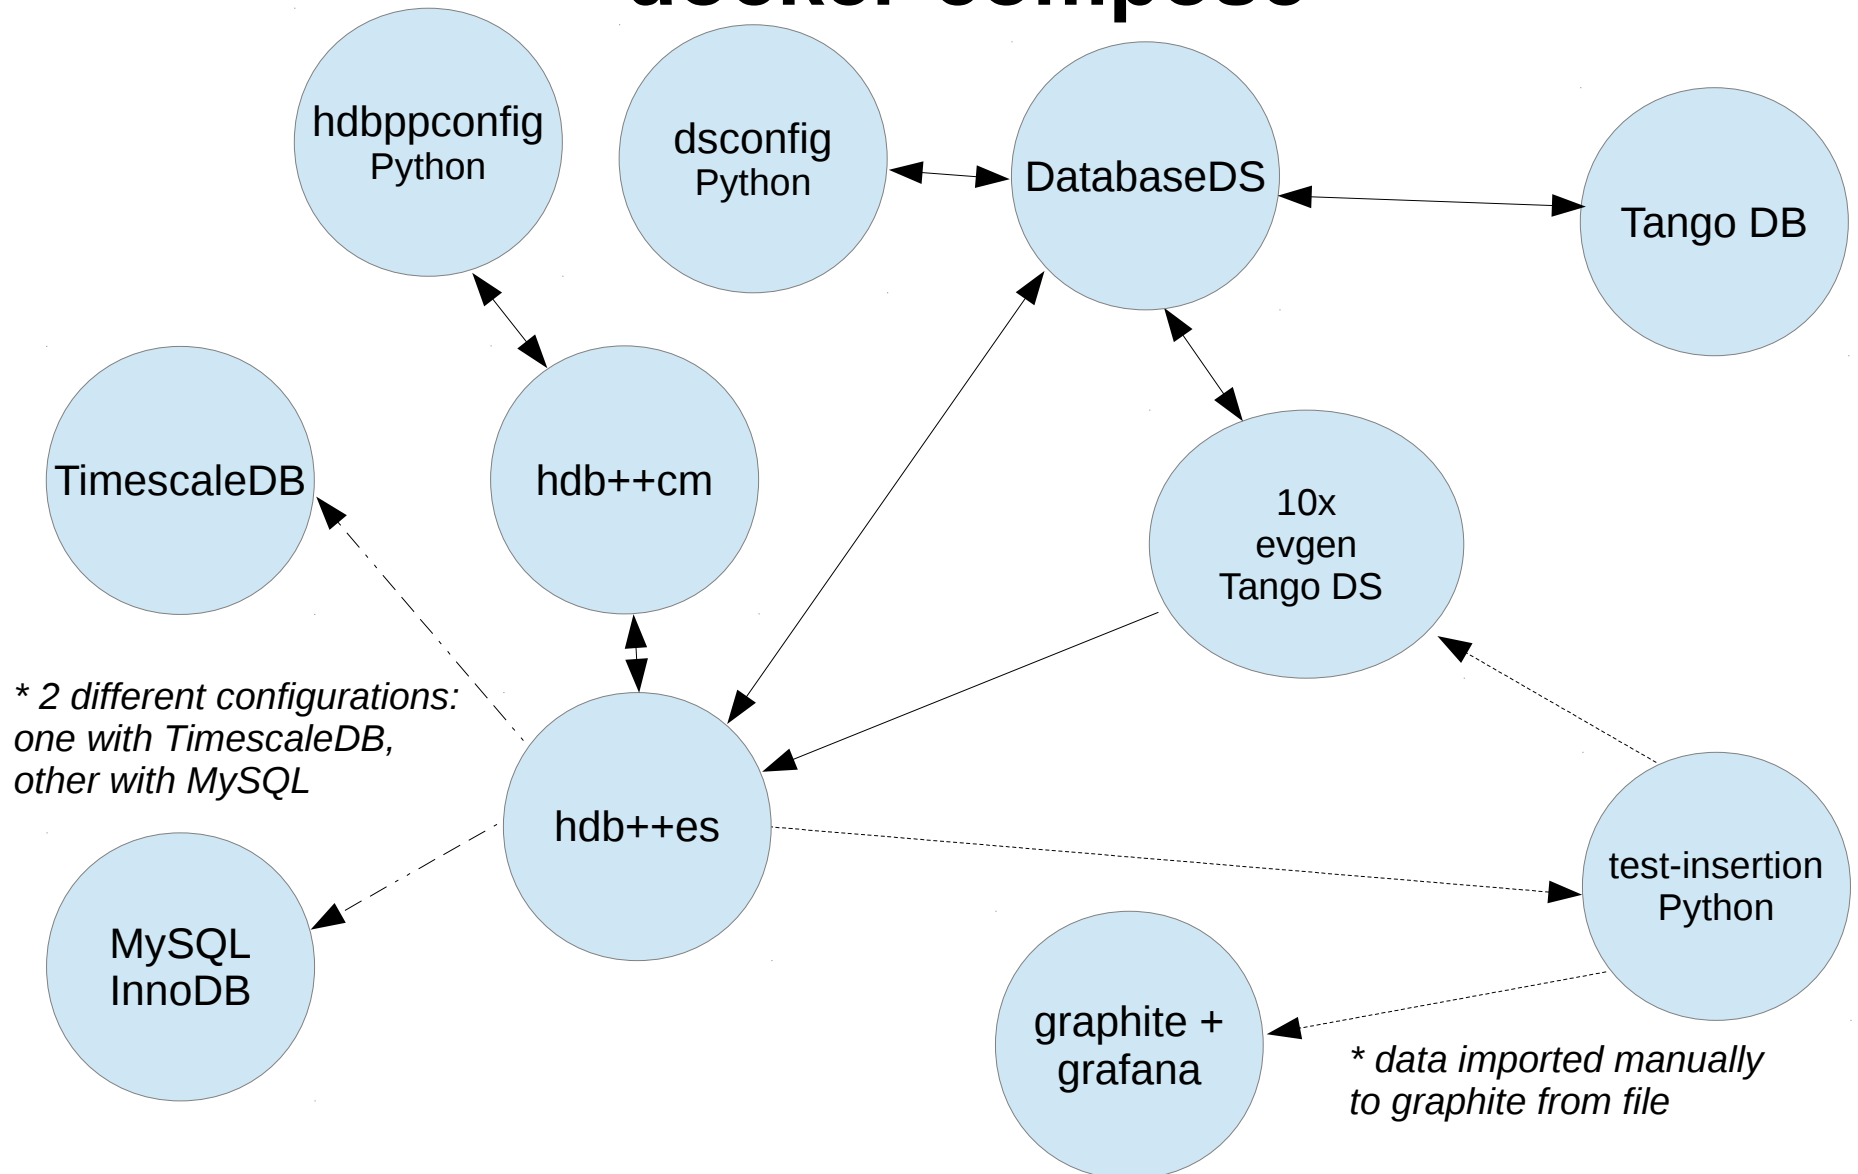 docker-compose
hdbppconfig
Python
dsconfig
Python
DatabaseDS
Tango DB
TimescaleDB
hdb++cm
10x
evgen
Tango DS
* 2 different configurations:
one with TimescaleDB,
other with MySQL
hdb++es
test-insertion
Python
MySQL
InnoDB
graphite +
grafana
* data imported manually
to graphite from file